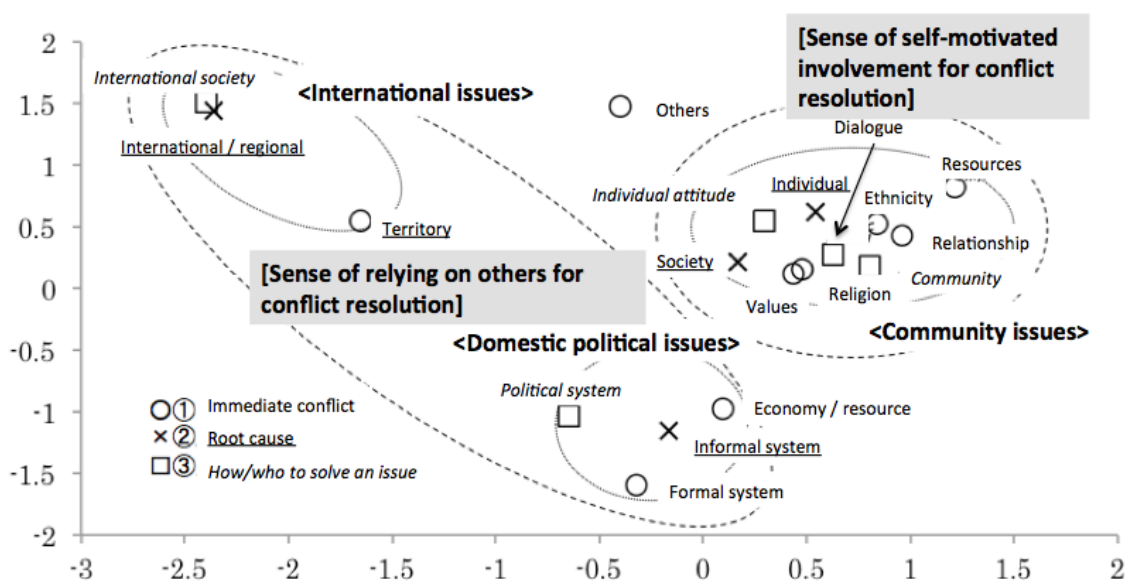 2
1.5
1
0.5
0
-0.5
-1
-1.5
-2
-3
-2.5
-2
-1.5
-1
-0.5
0
0.5
1
1.5
2
International society
<International issues>
International / regional
Territory
Others
[Sense of self-motivated
involvement for conflict
resolution]
Dialogue
Resources
Individual attitude
Individual
Ethnicity
Society
Relationship
Community
Values
Religion
<Community issues>
[Sense of relying on others for
conflict resolution]
<Domestic political issues>
Political system
Economy / resource
Informal system
Formal system
① Immediate conflict
② Root cause
③ How/who to solve an issue